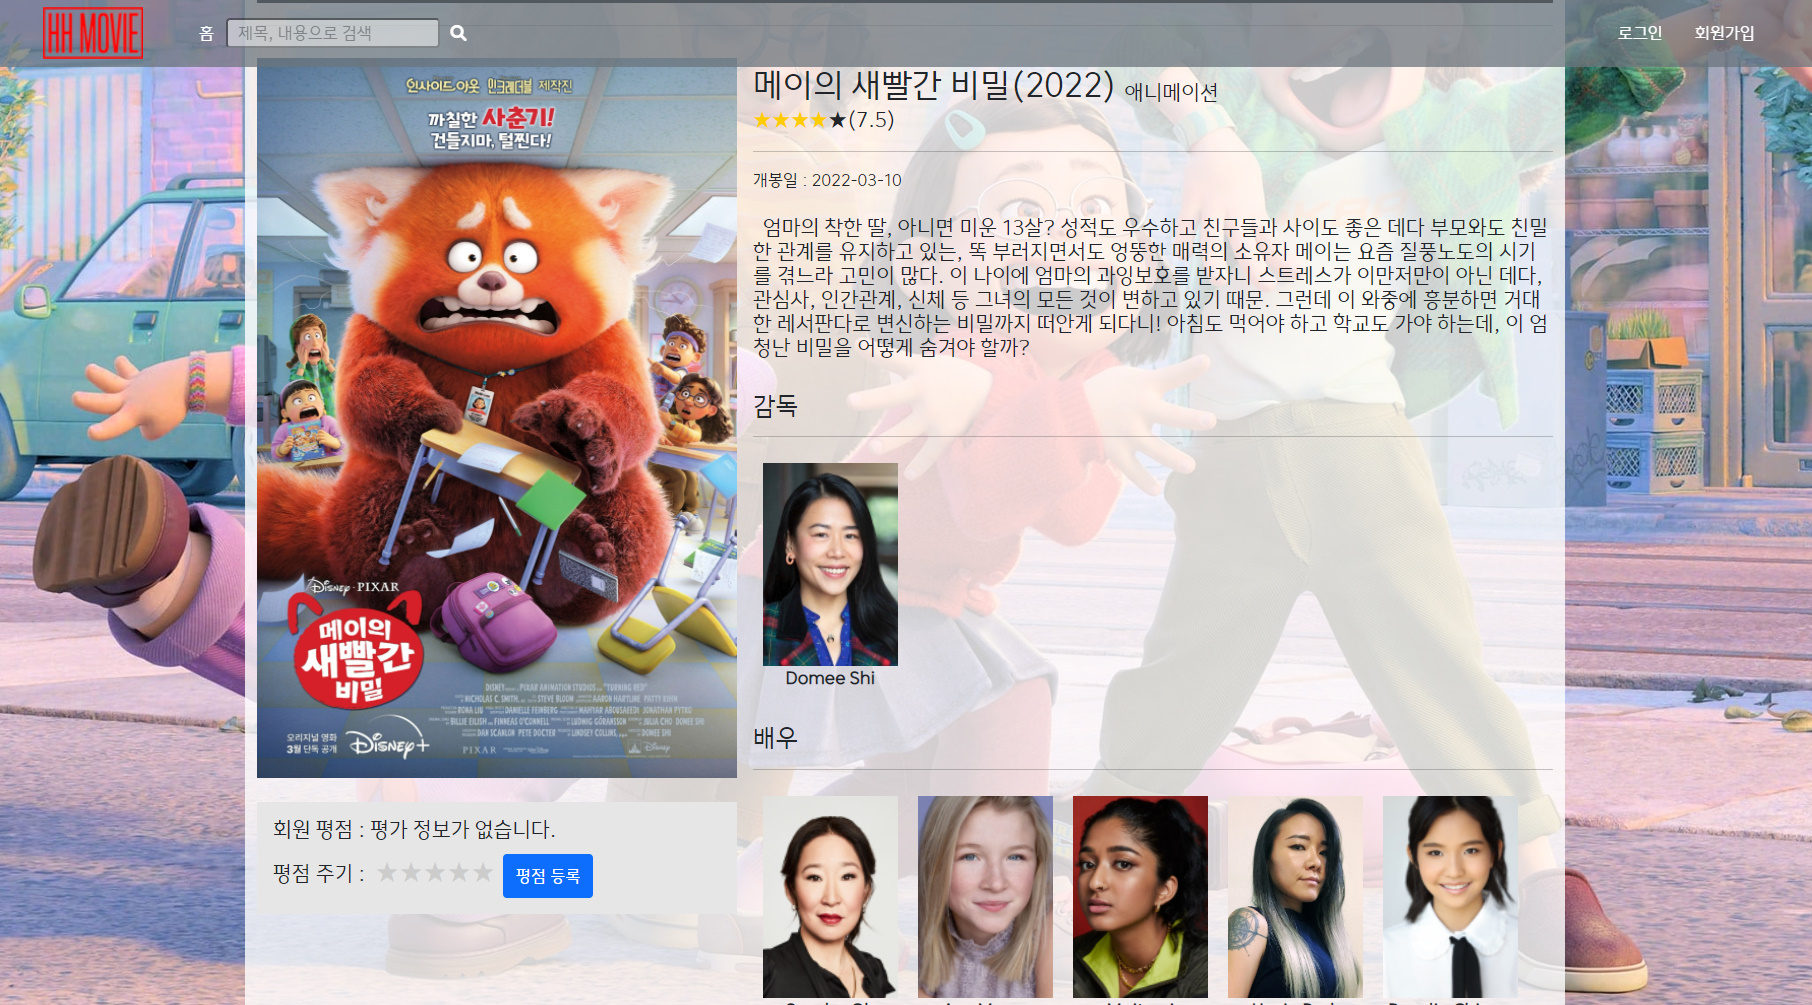 HH MOVIE
홈
제목, 내용으로 검색
로그인
회원가입
인사이드 아웃 인크레더블 제작진
까칠한 사춘기!
건들지마, 털찐다!
Disney · PIXAR
메이의
새빨간
비밀
오리지널 영화
3월 단독 공개
Disney+
메이의 새빨간 비밀(2022) 애니메이션
★★★★★(7.5)
개봉일 : 2022-03-10
엄마의 착한 딸, 아니면 미운 13살? 성적도 우수하고 친구들과 사이도 좋은 데다 부모와도 친밀
한 관계를 유지하고 있는, 똑 부러지면서도 엉뚱한 매력의 소유자 메이는 요즘 질풍노도의 시기
를 겪느라 고민이 많다. 이 나이에 엄마의 과잉보호를 받자니 스트레스가 이만저만이 아닌 데다,
관심사, 인간관계, 신체 등 그녀의 모든 것이 변하고 있기 때문. 그런데 이 와중에 흥분하면 거대
한 레서판다로 변신하는 비밀까지 떠안게 되다니! 아침도 먹어야 하고 학교도 가야 하는데, 이 엄
청난 비밀을 어떻게 숨겨야 할까?
감독
Domee Shi
배우
회원 평점 : 평가 정보가 없습니다.
평점 주기 : ★★★★★ 평점 등록